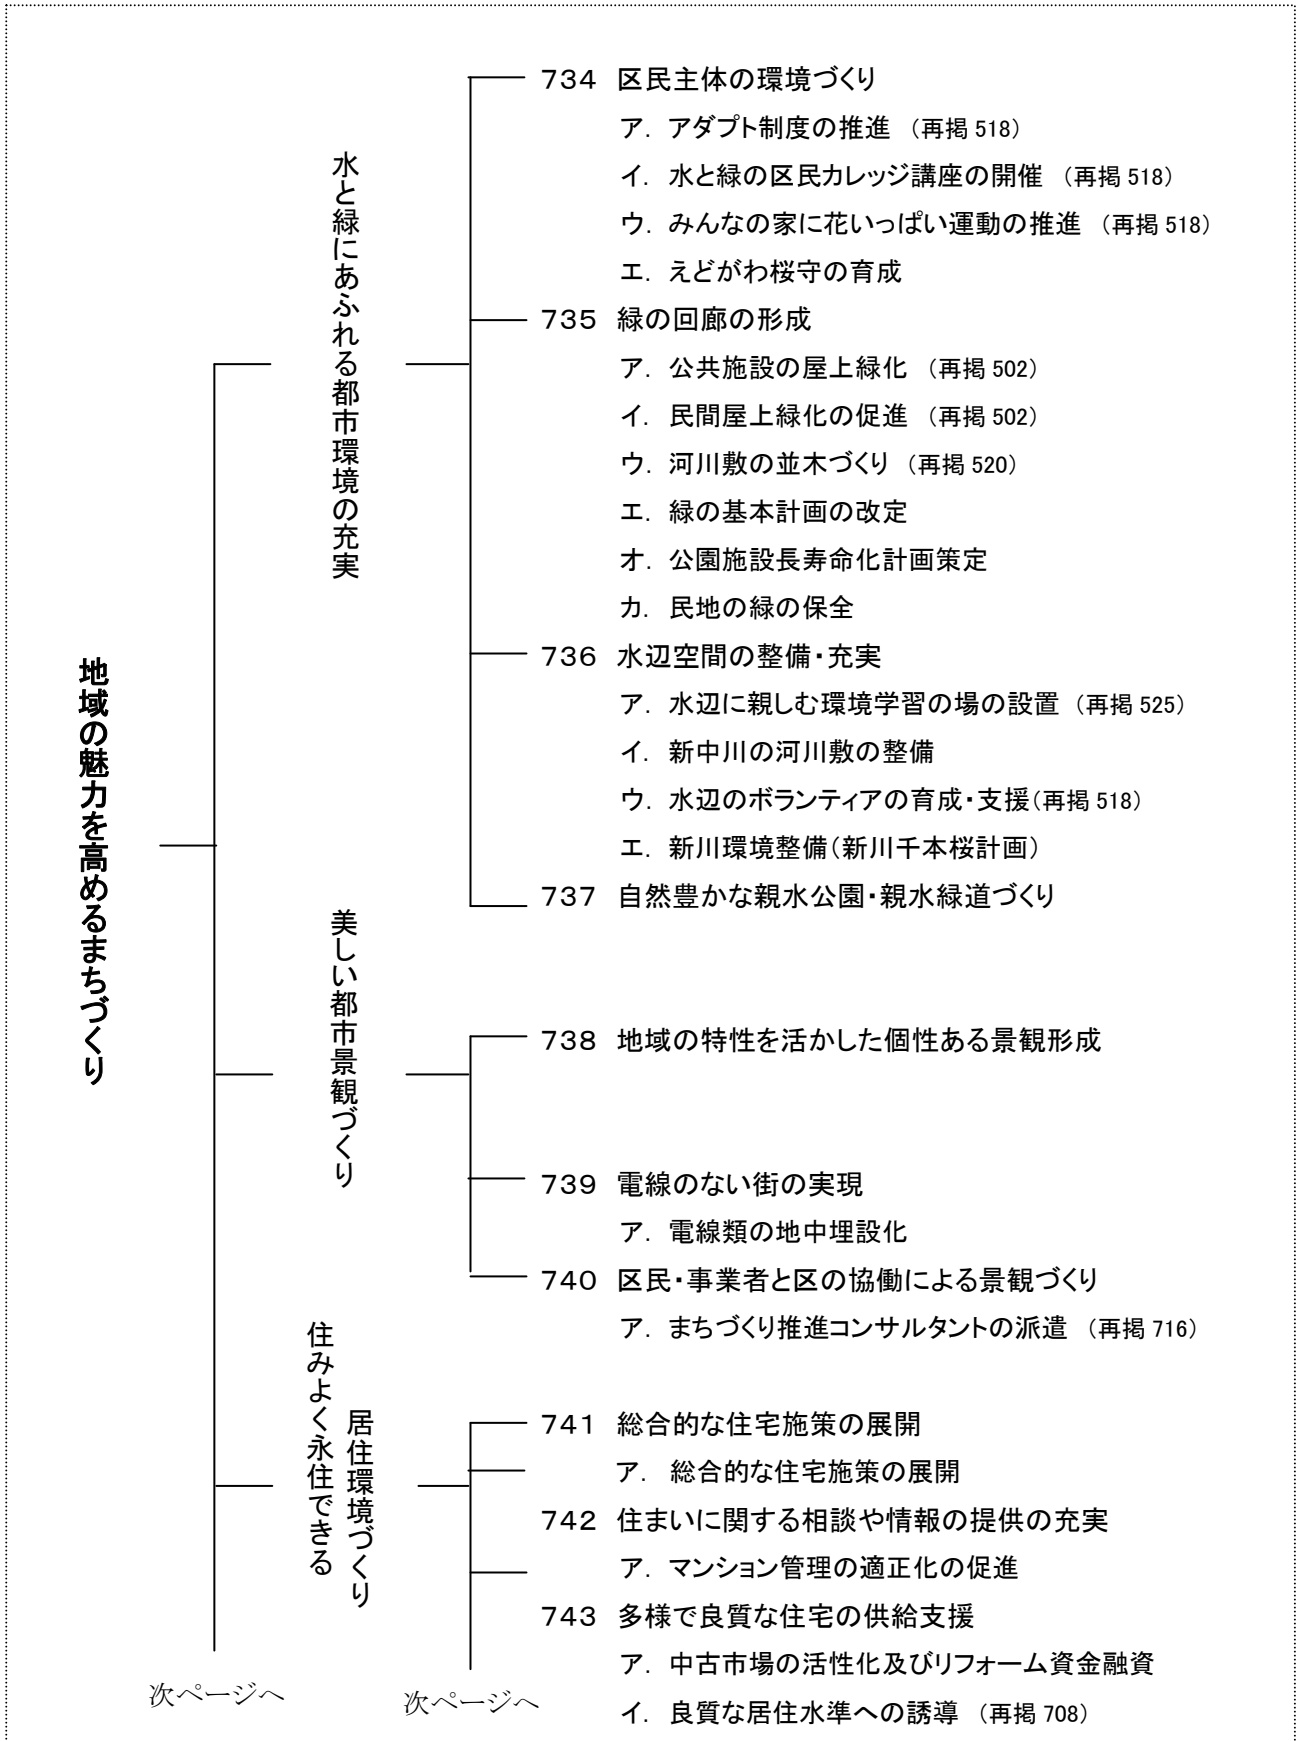 地域の魅力を高めるまちづくり
水と緑にあふれる都市環境の充実
734 区民主体の環境づくり
ア. アダプト制度の推進 （再掲 518）
イ. 水と緑の区民カレッジ講座の開催 （再掲 518）
ウ. みんなの家に花いっぱい運動の推進 （再掲 518）
エ. えどがわ桜守の育成
735 緑の回廊の形成
ア. 公共施設の屋上緑化 （再掲 502）
イ. 民間屋上緑化の促進 （再掲 502）
ウ. 河川敷の並木づくり （再掲 520）
エ. 緑の基本計画の改定
オ. 公園施設長寿命化計画策定
カ. 民地の緑の保全
736 水辺空間の整備・充実
ア. 水辺に親しむ環境学習の場の設置 （再掲 525）
イ. 新中川の河川敷の整備
ウ. 水辺のボランティアの育成・支援（再掲 518）
エ. 新川環境整備（新川千本桜計画）
737 自然豊かな親水公園・親水緑道づくり
美しい都市景観づくり
738 地域の特性を活かした個性ある景観形成
739 電線のない街の実現
ア. 電線類の地中埋設化
740 区民・事業者と区の協働による景観づくり
ア. まちづくり推進コンサルタントの派遣 （再掲 716）
住みよく永住できる
居住環境づくり
741 総合的な住宅施策の展開
ア. 総合的な住宅施策の展開
742 住まいに関する相談や情報の提供の充実
ア. マンション管理の適正化の促進
743 多様で良質な住宅の供給支援
ア. 中古市場の活性化及びリフォーム資金融資
イ. 良質な居住水準への誘導 （再掲 708）
次ページへ
次ページへ